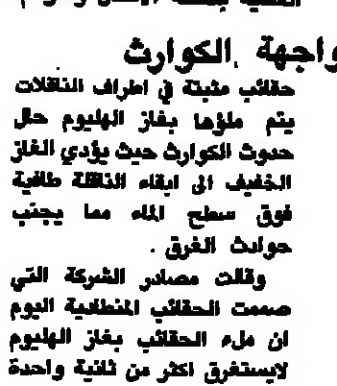 واجهة الكوارث
حقائب مثبتة في اطراف الناقلات
يتم ملؤها بغاز الهليوم حال
حدوث الكوارث حيث يؤدي الغاز
الخفيف الى ابقاء الناقلة طافية
فوق سطح الماء مما يجنب
حوادث الغرق .
وقالت مصادر الشركة التي
صممت الحقائب المنطادية اليوم
ان ملء الحقائب بغاز الهليوم
لايستغرق اكثر من ثانية واحدة